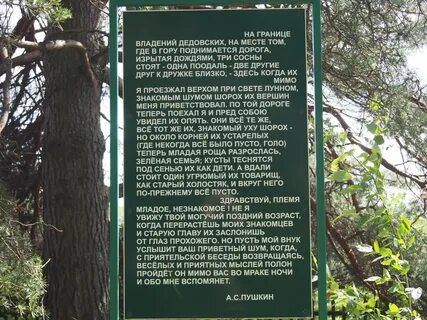 НА ГРАНИЦЕ
ВЛАДЕНИЙ ДЕДОВСКИХ, НА МЕСТЕ ТОМ,
ГДЕ В ГОРУ ПОДНИМАЕТСЯ ДОРОГА,
ИЗРЫТАЯ ДОЖДЯМИ, ТРИ СОСНЫ
СТОЯТ - ОДНА ПООДАЛЬ - ДВЕ ДРУГИЕ
ДРУГ К ДРУЖКЕ БЛИЗКО, - ЗДЕСЬ КОГДА ИХ
МИМО
Я ПРОЕЗЖАЛ ВЕРХОМ ПРИ СВЕТЕ ЛУННОМ,
ЗНАКОМЫМ ШУМОМ ШОРОХ ИХ ВЕРШИН
МЕНЯ ПРИВЕТСТВОВАЛ. ПО ТОЙ ДОРОГЕ
ТЕПЕРЬ ПОЕХАЛ Я И ПРЕД СОБОЮ
УВИДЕЛ ИХ ОПЯТЬ. ОНИ ВСЁ ТЕ ЖЕ,
ВСЁ ТОТ ЖЕ ИХ, ЗНАКОМЫЙ УХУ ШОРОХ -
НО ОКОЛО КОРНЕЙ ИХ УСТАРЕЛЫХ
(ГДЕ НЕКОГДА ВСЁ БЫЛО ПУСТО, ГОЛО)
ТЕПЕРЬ МЛАДАЯ РОЩА РАЗРОСЛАСЬ,
ЗЕЛЁНАЯ СЕМЬЯ; КУСТЫ ТЕСНЯТСЯ
ПОД СЕНЬЮ ИХ КАК ДЕТИ. А ВДАЛИ
СТОИТ ОДИН УГРЮМЫЙ ИХ ТОВАРИЩ,
КАК СТАРЫЙ ХОЛОСТЯК, И ВКРУГ НЕГО
ПО-ПРЕЖНЕМУ ВСЁ ПУСТО.
ЗДРАВСТВУЙ, ПЛЕМЯ
МЛАДОЕ, НЕЗНАКОМОЕ ! НЕ Я
УВИЖУ ТВОЙ МОГУЧИЙ ПОЗДНИЙ ВОЗРАСТ,
КОГДА ПЕРЕРАСТЁШЬ МОИХ ЗНАКОМЦЕВ
И СТАРУЮ ГЛАВУ ИХ ЗАСЛОНИШЬ
ОТ ГЛАЗ ПРОХОЖЕГО. НО ПУСТЬ МОЙ ВНУК
УСЛЫШИТ ВАШ ПРИВЕТНЫЙ ШУМ, КОГДА,
С ПРИЯТЕЛЬСКОЙ БЕСЕДЫ ВОЗВРАЩАЯСЬ,
ВЕСЁЛЫХ И ПРИЯТНЫХ МЫСЛЕЙ ПОЛОН
ПРОЙДЁТ ОН МИМО ВАС ВО МРАКЕ НОЧИ
И ОБО МНЕ ВСПОМЯНЕТ.
А.С.ПУШКИН